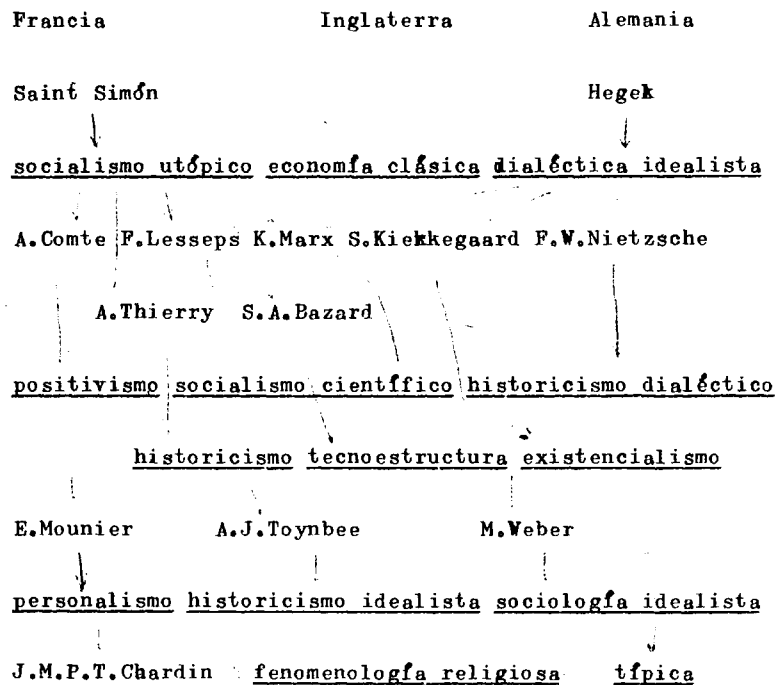 Francia Inglaterra Alemania
Saint Simón Hegek
socialismo utópico economía clásica dialéctica idealista
A.Comte F.Lesseps K.Marx S.Kiekkegaard F.W.Nietzsche
A.Thierry S.A.Bazard
positivismo socialismo científico historicismo dialéctico
historicismo tecnoestructura existencialismo
E.Mounier A.J.Toynbee M.Weber
personalismo historicismo idealista sociología idealista
J.M.P.T.Chardin fenomenología religiosa típica